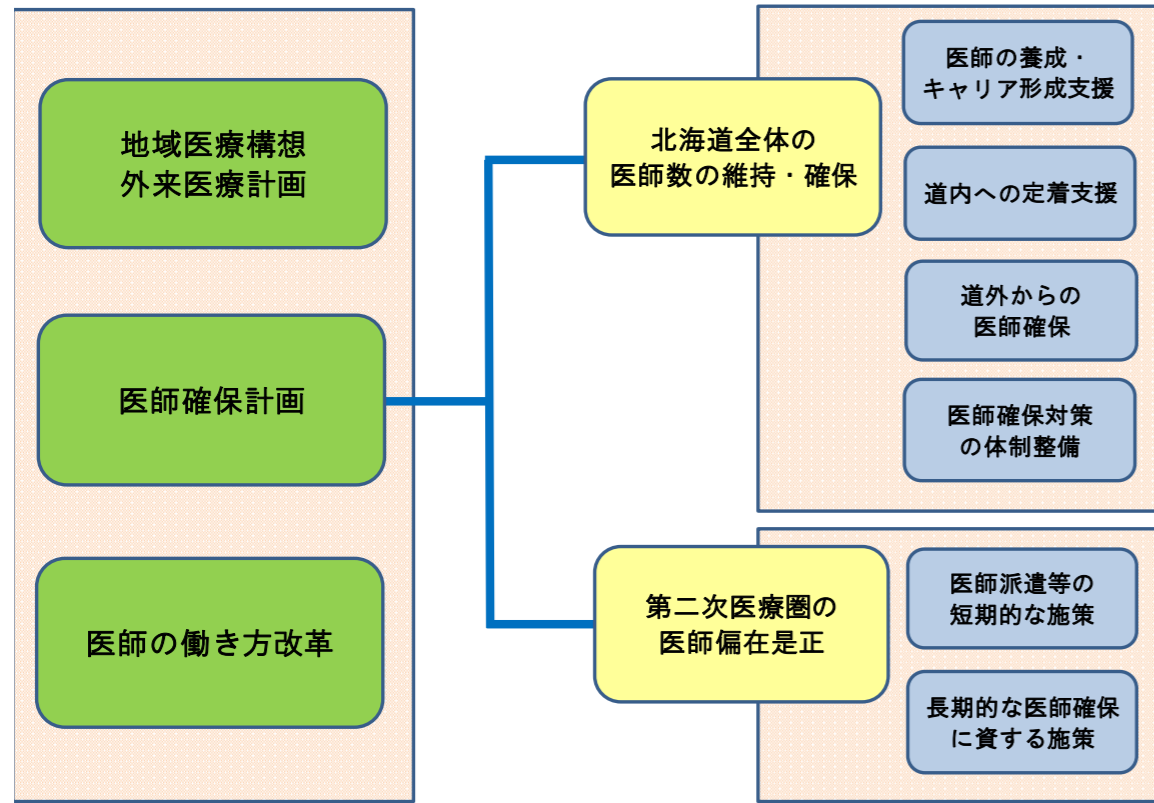 地域医療構想
外来医療計画
医師確保計画
医師の働き方改革
北海道全体の
医師数の維持・確保
医師の養成・
キャリア形成支援
道内への定着支援
道外からの
医師確保
医師確保対策
の体制整備
第二次医療圏の
医師偏在是正
医師派遣等の
短期的な施策
長期的な医師確保
に資する施策